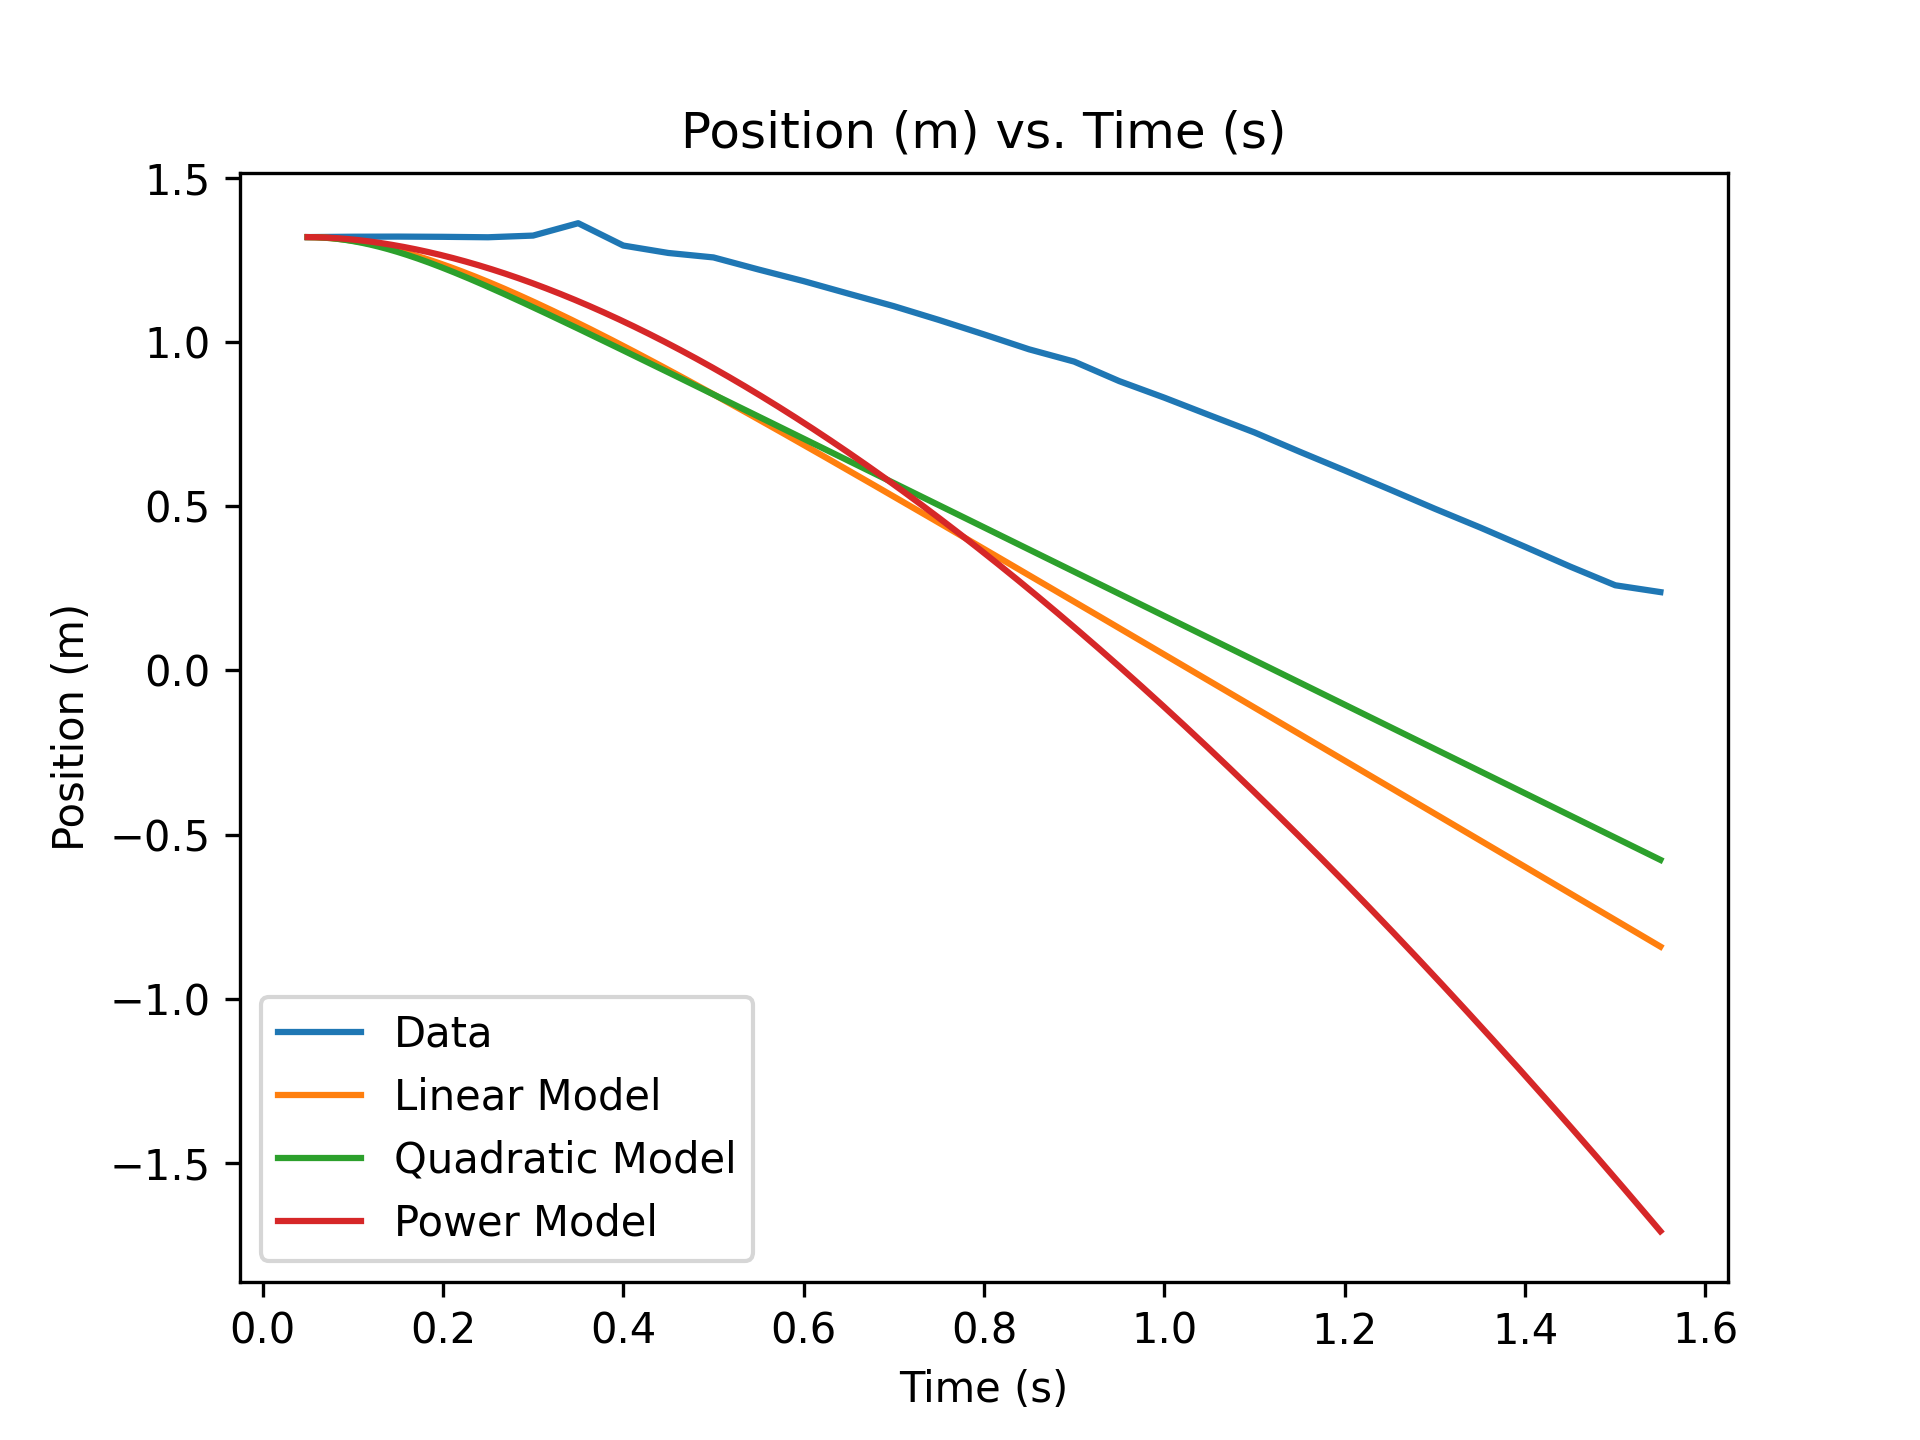 Position (m) vs. Time (s)
1.5
1.0
0.5
0.0
−0.5
−1.0
−1.5
Position (m)
Data
Linear Model
Quadratic Model
Power Model
0.0 0.2 0.4 0.6 0.8 1.0 1.2 1.4 1.6
Time (s)